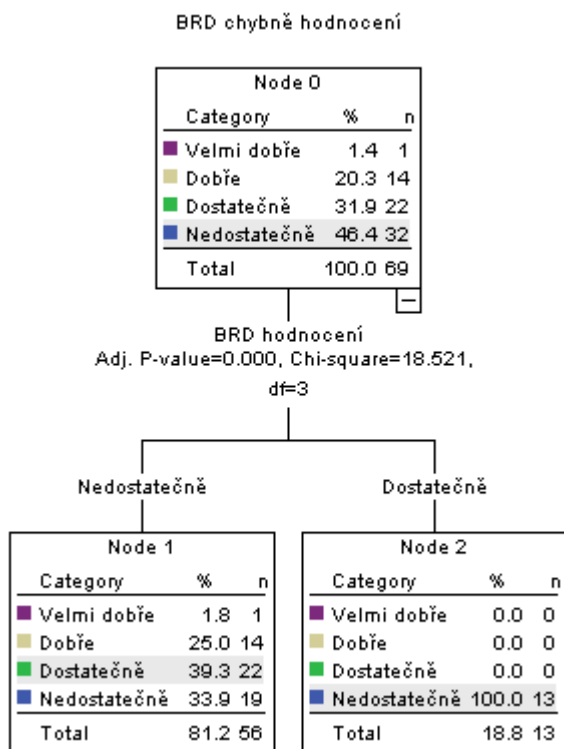 BRD chybně hodnocení
Node 0
Category % n
Velmi dobře 1.4 1
Dobře 20.3 14
Dostatečně 31.9 22
Nedostatečně 46.4 32
Total 100.0 69
BRD hodnocení
Adj. P-value=0.000, Chi-square=18.521,
df=3
Nedostatečně
Dostatečně
Node 1
Category % n
Velmi dobře 1.8 1
Dobře 25.0 14
Dostatečně 39.3 22
Nedostatečně 33.9 19
Total 81.2 56
Node 2
Category % n
Velmi dobře 0.0 0
Dobře 0.0 0
Dostatečně 0.0 0
Nedostatečně 100.0 13
Total 18.8 13